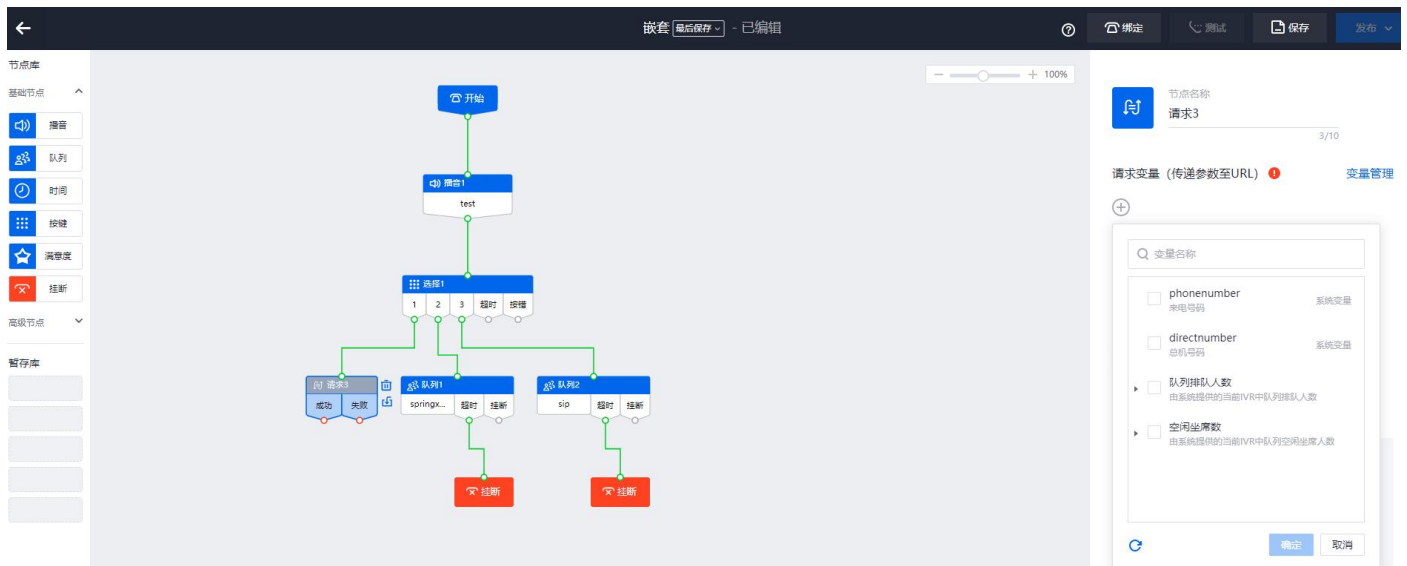 嵌套 最后保存 - 已编辑
绑定
测试
保存
发布
节点库
基础节点
播音
队列
时间
按键
满意度
挂断
高级节点
暂存库
100%
开始
播音1
test
选择1
1 2 3 超时 按错
请求3
成功 失败
队列1
springx... 超时 挂断
队列2
sip 超时 挂断
挂断
挂断
节点名称
请求3
3/10
请求变量（传递参数至URL）
变量管理
变量名称
phonenumber
来电号码
系统变量
directnumber
总机号码
系统变量
队列排队人数
由系统提供的当前IVR中队列排队人数
空闲坐席数
由系统提供的当前IVR中队列空闲坐席人数
确定
取消